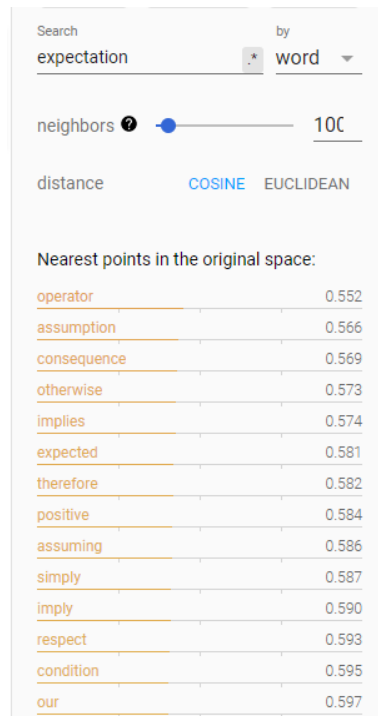 Search by
expectation .* word
neighbors ? 100
distance COSINE EUCLIDEAN
Nearest points in the original space:
operator 0.552
assumption 0.566
consequence 0.569
otherwise 0.573
implies 0.574
expected 0.581
therefore 0.582
positive 0.584
assuming 0.586
simply 0.587
imply 0.590
respect 0.593
condition 0.595
our 0.597